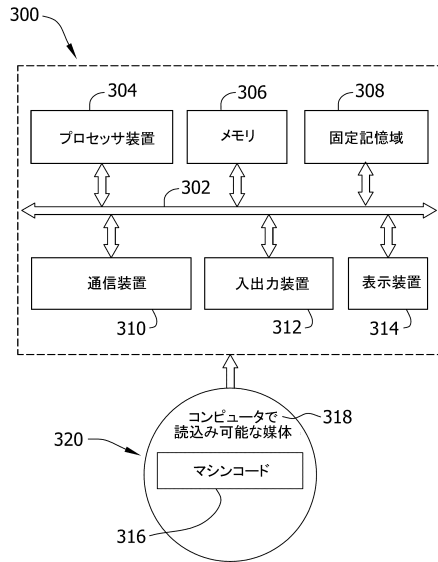 300
304
306
308
プロセッサ装置
メモリ
固定記憶域
302
通信装置
入出力装置
表示装置
310
312
314
コンピュータで
読込み可能な媒体
318
320
マシンコード
316